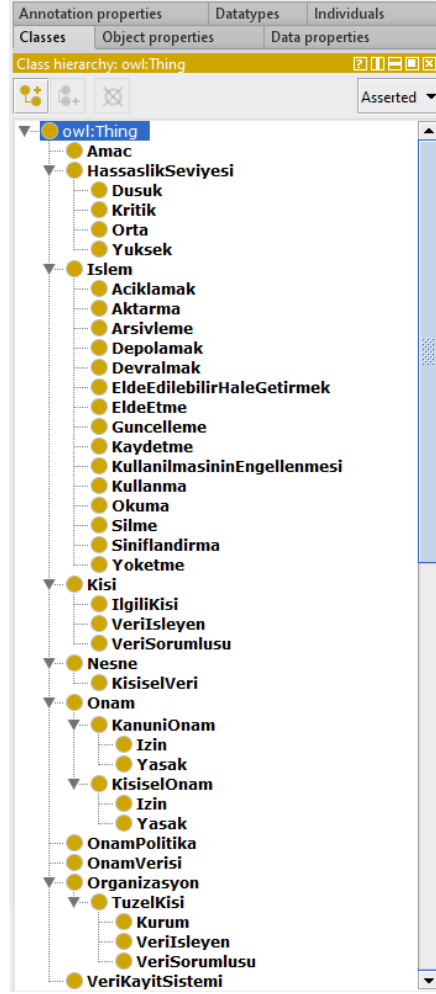 Annotation properties Datatypes Individuals
Classes Object properties Data properties
Class hierarchy: owl:Thing
Asserted
owl:Thing
Amac
HassaslikSeviyesi
Dusuk
Kritik
Orta
Yuksek
Islem
Aciklamak
Aktarma
Arsivleme
Depolamak
Devralmak
EldeEdilebilirHaleGetirmek
EldeEtme
Guncelleme
Kaydetme
KullanilmasininEngellenmesi
Kullanma
Okuma
Silme
Siniflandirma
Yoketme
Kisi
IlgiliKisi
VeriIsleyen
VeriSorumlusu
Nesne
KisiselVeri
Onam
KanuniOnam
Izin
Yasak
KisiselOnam
Izin
Yasak
OnamPolitika
OnamVerisi
Organizasyon
TuzelKisi
Kurum
VeriIsleyen
VeriSorumlusu
VeriKayitSistemi